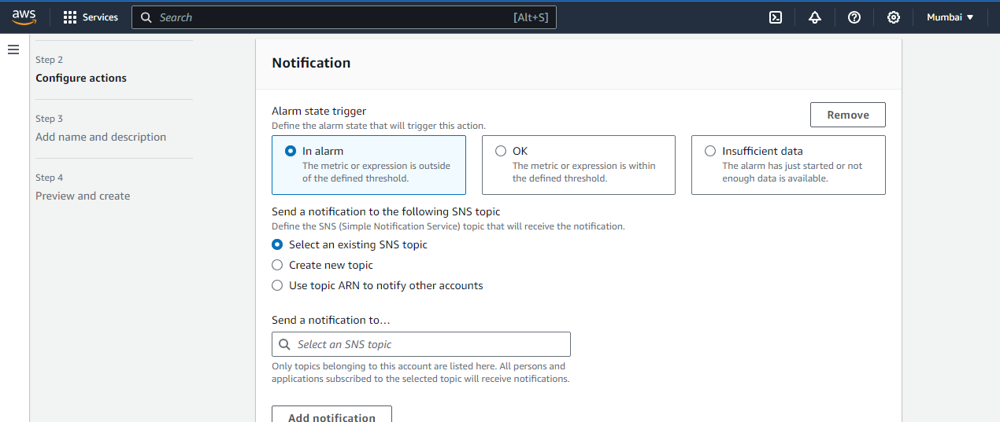 aws
Services
Search
[Alt+S]
Mumbai
Step 2
Configure actions
Step 3
Add name and description
Step 4
Preview and create
Notification
Alarm state trigger
Define the alarm state that will trigger this action.
Remove
In alarm
The metric or expression is outside
of the defined threshold.
OK
The metric or expression is within
the defined threshold.
Insufficient data
The alarm has just started or not
enough data is available.
Send a notification to the following SNS topic
Define the SNS (Simple Notification Service) topic that will receive the notification.
Select an existing SNS topic
Create new topic
Use topic ARN to notify other accounts
Send a notification to…
Select an SNS topic
Only topics belonging to this account are listed here. All persons and
applications subscribed to the selected topic will receive notifications.
Add notification